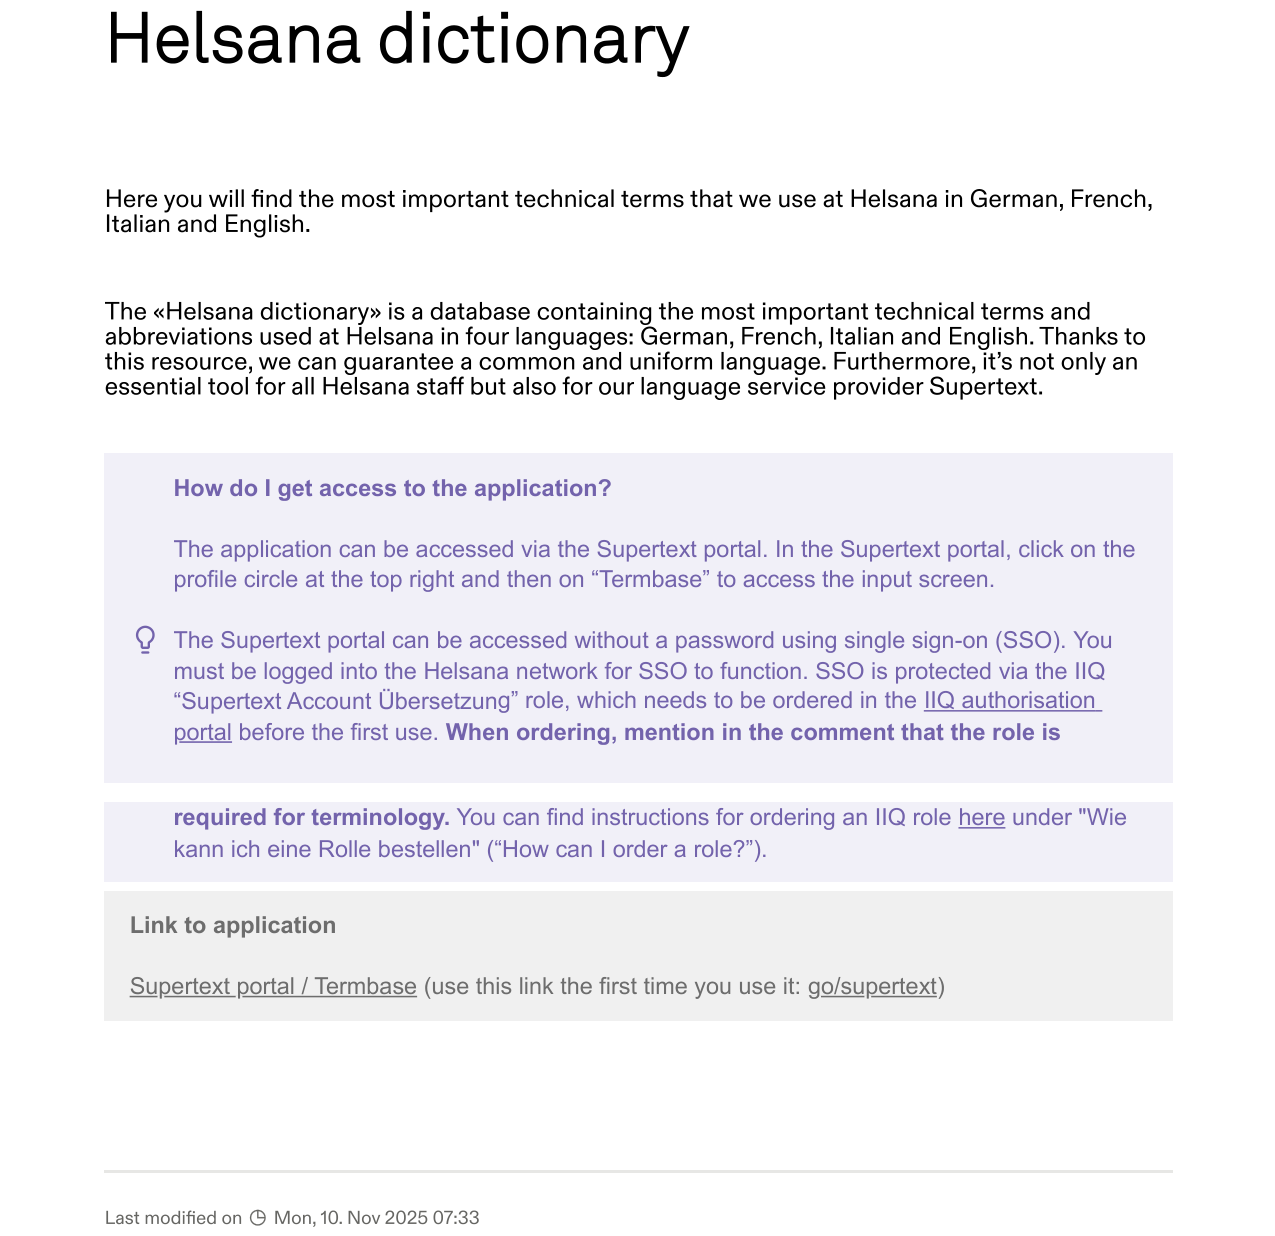 Helsana dictionary
Here you will find the most important technical terms that we use at Helsana in German, French,
Italian and English.
The «Helsana dictionary» is a database containing the most important technical terms and
abbreviations used at Helsana in four languages: German, French, Italian and English. Thanks to
this resource, we can guarantee a common and uniform language. Furthermore, it’s not only an
essential tool for all Helsana staff but also for our language service provider Supertext.
How do I get access to the application?
The application can be accessed via the Supertext portal. In the Supertext portal, click on the
profile circle at the top right and then on “Termbase” to access the input screen.
The Supertext portal can be accessed without a password using single sign-on (SSO). You
must be logged into the Helsana network for SSO to function. SSO is protected via the IIQ
“Supertext Account Übersetzung” role, which needs to be ordered in the IIQ authorisation
portal before the first use. When ordering, mention in the comment that the role is
required for terminology. You can find instructions for ordering an IIQ role here under "Wie
kann ich eine Rolle bestellen" (“How can I order a role?”).
Link to application
Supertext portal / Termbase (use this link the first time you use it: go/supertext)
Last modified on Mon, 10. Nov 2025 07:33